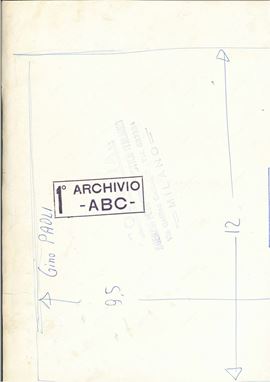 1° ARCHIVIO
-ABC-
MILANO
Gino PAOLI
9,5
12